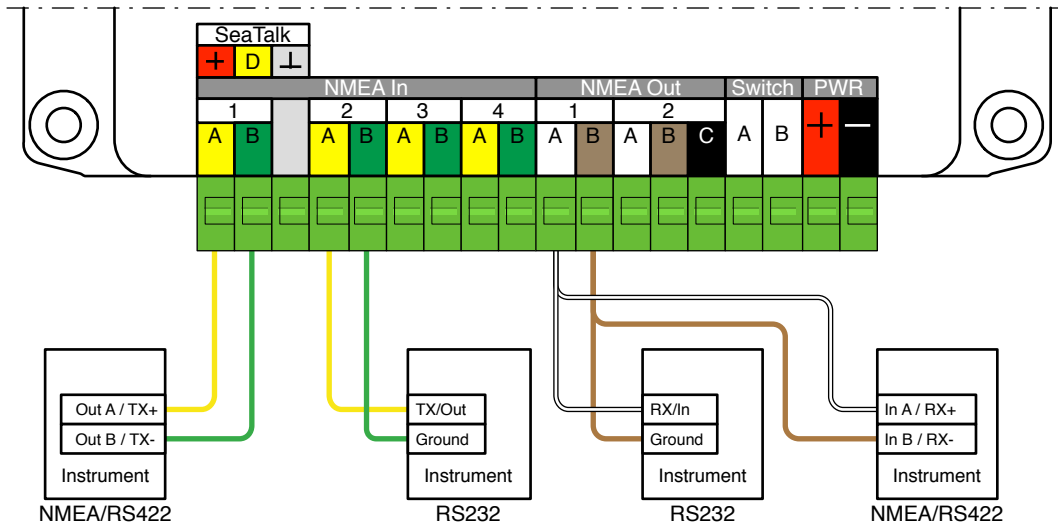 SeaTalk
+ D ⊥
NMEA In NMEA Out Switch PWR
1 2 3 4 1 2
A B A B A B A B A B A B C A B + −
Out A / TX+ TX/Out RX/In In A / RX+
Out B / TX- Ground Ground In B / RX-
Instrument Instrument Instrument Instrument
NMEA/RS422 RS232 RS232 NMEA/RS422